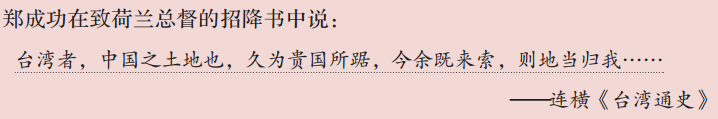 郑成功在致荷兰总督的招降书中说：
台湾者，中国之土地也，久为贵国所踞，今余既来索，则地当归我……
——连横《台湾通史》